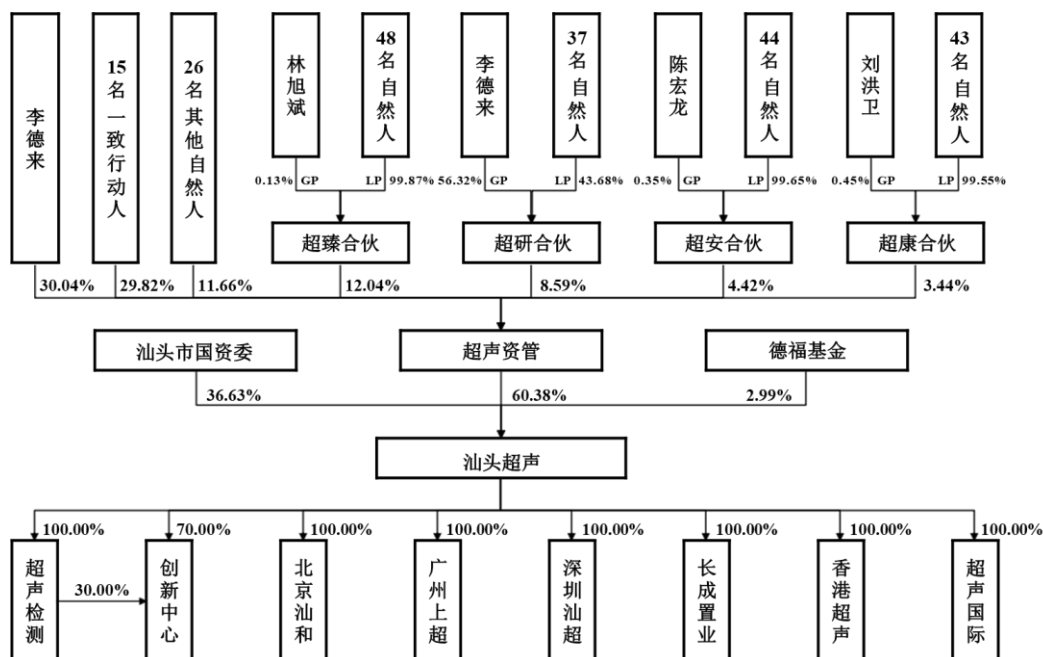 李德来
15名一致行动人
26名其他自然人
林旭斌
48名自然人
李德来
37名自然人
陈宏龙
44名自然人
刘洪卫
43名自然人
0.13% GP
LP 99.87%
56.32% GP
LP 43.68%
0.35% GP
LP 99.65%
0.45% GP
LP 99.55%
超臻合伙
超研合伙
超安合伙
超康合伙
30.04%
29.82%
11.66%
12.04%
8.59%
4.42%
3.44%
汕头市国资委
超声资管
德福基金
36.63%
60.38%
2.99%
汕头超声
100.00%
70.00%
100.00%
100.00%
100.00%
100.00%
100.00%
100.00%
超声检测
30.00%
创新中心
北京汕和
广州上超
深圳汕超
长成置业
香港超声
超声国际